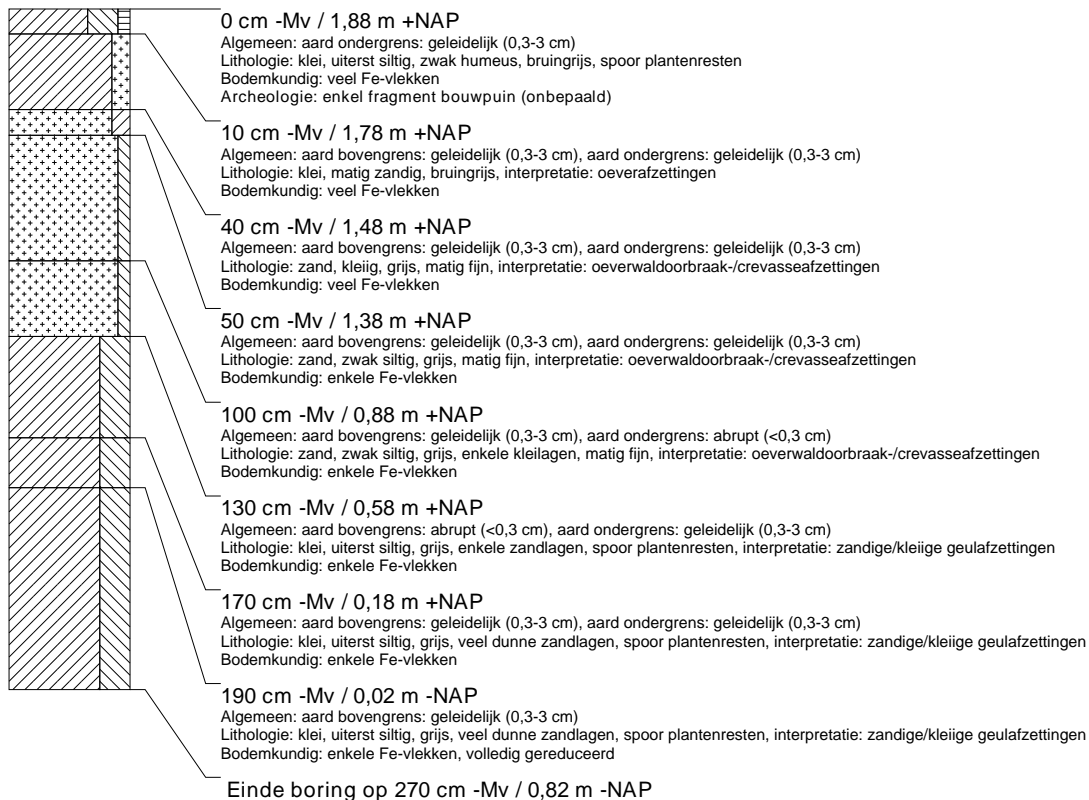 0 cm -Mv / 1,88 m +NAP
Algemeen: aard ondergrens: geleidelijk (0,3-3 cm)
Lithologie: klei, uiterst siltig, zwak humeus, bruingrijs, spoor plantenresten
Bodemkundig: veel Fe-vlekken
Archeologie: enkel fragment bouwpuin (onbepaald)
10 cm -Mv / 1,78 m +NAP
Algemeen: aard bovengrens: geleidelijk (0,3-3 cm), aard ondergrens: geleidelijk (0,3-3 cm)
Lithologie: klei, matig zandig, bruingrijs, interpretatie: oeverafzettingen
Bodemkundig: veel Fe-vlekken
40 cm -Mv / 1,48 m +NAP
Algemeen: aard bovengrens: geleidelijk (0,3-3 cm), aard ondergrens: geleidelijk (0,3-3 cm)
Lithologie: zand, kleiig, grijs, matig fijn, interpretatie: oeverwaldoorbraak-/crevasseafzettingen
Bodemkundig: veel Fe-vlekken
50 cm -Mv / 1,38 m +NAP
Algemeen: aard bovengrens: geleidelijk (0,3-3 cm), aard ondergrens: geleidelijk (0,3-3 cm)
Lithologie: zand, zwak siltig, grijs, matig fijn, interpretatie: oeverwaldoorbraak-/crevasseafzettingen
Bodemkundig: enkele Fe-vlekken
100 cm -Mv / 0,88 m +NAP
Algemeen: aard bovengrens: geleidelijk (0,3-3 cm), aard ondergrens: abrupt (<0,3 cm)
Lithologie: zand, zwak siltig, grijs, enkele kleilagen, matig fijn, interpretatie: oeverwaldoorbraak-/crevasseafzettingen
Bodemkundig: enkele Fe-vlekken
130 cm -Mv / 0,58 m +NAP
Algemeen: aard bovengrens: abrupt (<0,3 cm), aard ondergrens: geleidelijk (0,3-3 cm)
Lithologie: klei, uiterst siltig, grijs, enkele zandlagen, spoor plantenresten, interpretatie: zandige/kleiige geulafzettingen
Bodemkundig: enkele Fe-vlekken
170 cm -Mv / 0,18 m +NAP
Algemeen: aard bovengrens: geleidelijk (0,3-3 cm), aard ondergrens: geleidelijk (0,3-3 cm)
Lithologie: klei, uiterst siltig, grijs, veel dunne zandlagen, spoor plantenresten, interpretatie: zandige/kleiige geulafzettingen
Bodemkundig: enkele Fe-vlekken
190 cm -Mv / 0,02 m -NAP
Algemeen: aard bovengrens: geleidelijk (0,3-3 cm)
Lithologie: klei, uiterst siltig, grijs, veel dunne zandlagen, spoor plantenresten, interpretatie: zandige/kleiige geulafzettingen
Bodemkundig: enkele Fe-vlekken, volledig gereduceerd
Einde boring op 270 cm -Mv / 0,82 m -NAP